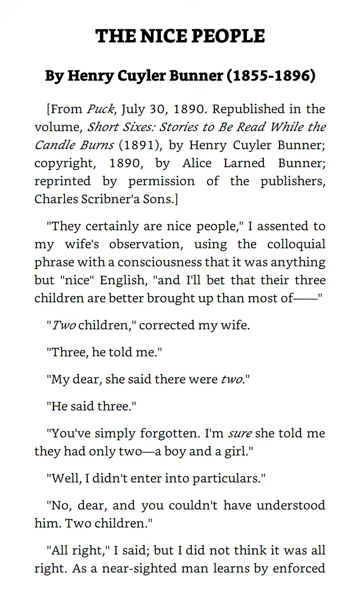 THE NICE PEOPLE
By Henry Cuyler Bunner (1855-1896)
[From Puck, July 30, 1890. Republished in the
volume, Short Sixes: Stories to Be Read While the
Candle Burns (1891), by Henry Cuyler Bunner;
copyright, 1890, by Alice Larned Bunner;
reprinted by permission of the publishers,
Charles Scribner'a Sons.]
"They certainly are nice people," I assented to
my wife's observation, using the colloquial
phrase with a consciousness that it was anything
but "nice" English, "and I'll bet that their three
children are better brought up than most of——"
"Two children," corrected my wife.
"Three, he told me."
"My dear, she said there were two."
"He said three."
"You've simply forgotten. I'm sure she told me
they had only two—a boy and a girl."
"Well, I didn't enter into particulars."
"No, dear, and you couldn't have understood
him. Two children."
"All right," I said; but I did not think it was all
right. As a near-sighted man learns by enforced